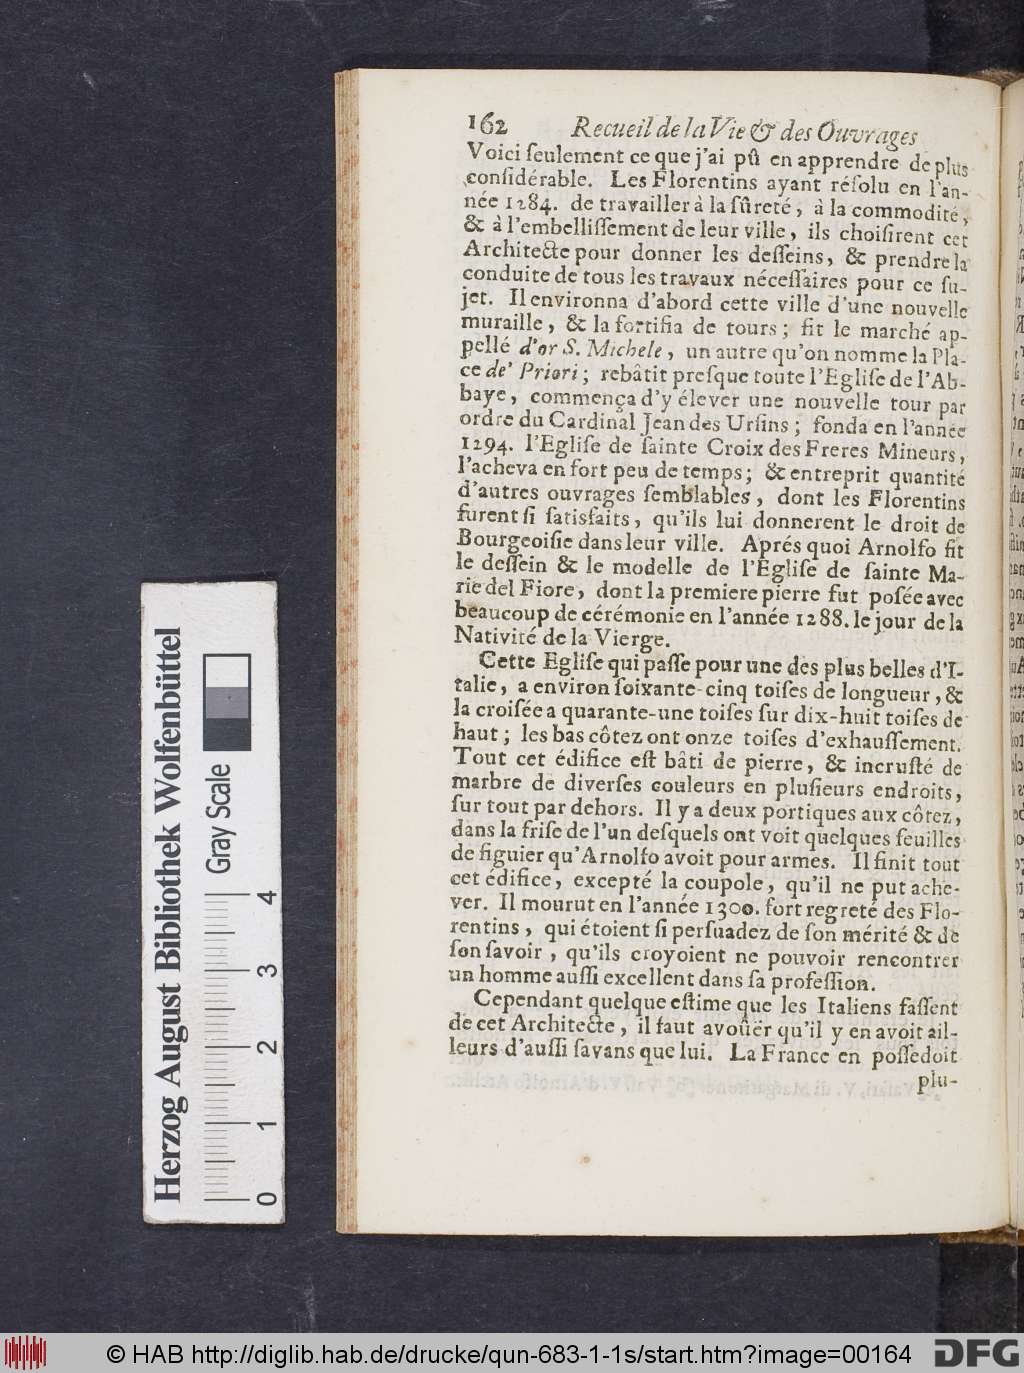 162 Recueil de la Vie & des Ouvrages
Voici ſeulement ce que j'ai pû en apprendre de plus
conſidérable. Les Florentins ayant réſolu en l'an-
née 1284. de travailler à la ſûreté, à la commodité,
& à l'embelliſſement de leur ville, ils choiſirent cet
Architecte pour donner les deſſeins, & prendre la
conduite de tous les travaux néceſſaires pour ce ſu-
jet. Il environna d'abord cette ville d'une nouvelle
muraille, & la fortifia de tours; fit le marché ap-
pellé d'or S. Michele, un autre qu'on nomme la Pla-
ce de' Priori; rebâtit preſque toute l'Egliſe de l'Ab-
baye, commença d'y élever une nouvelle tour par
ordre du Cardinal Jean des Urſins; fonda en l'année
1294. l'Egliſe de ſainte Croix des Freres Mineurs,
l'acheva en fort peu de temps; & entreprit quantité
d'autres ouvrages ſemblables, dont les Florentins
furent ſi ſatisfaits, qu'ils lui donnerent le droit de
Bourgeoiſie dans leur ville. Aprés quoi Arnolfo fit
le deſſein & le modelle de l'Egliſe de ſainte Ma-
rie del Fiore, dont la premiere pierre fut poſée avec
beaucoup de cérémonie en l'année 1288. le jour de la
Nativité de la Vierge.
Cette Egliſe qui paſſe pour une des plus belles d'I-
talie, a environ ſoixante-cinq toiſes de longueur, &
la croiſée a quarante-une toiſes ſur dix-huit toiſes de
haut; les bas côtez ont onze toiſes d'exhauſſement.
Tout cet édifice eſt bâti de pierre, & incruſté de
marbre de diverſes couleurs en pluſieurs endroits,
ſur tout par dehors. Il y a deux portiques aux côtez,
dans la friſe de l'un deſquels ont voit quelques feuilles
de figuier qu'Arnolfo avoit pour armes. Il finit tout
cet édifice, excepté la coupole, qu'il ne put ache-
ver. Il mourut en l'année 1300. fort regreté des Flo-
rentins, qui étoient ſi perſuadez de ſon mérité & de
ſon ſavoir, qu'ils croyoient ne pouvoir rencontrer
un homme auſſi excellent dans ſa profeſſion.
Cependant quelque eſtime que les Italiens faſſent
de cet Architecte, il faut avoûër qu'il y en avoit ail-
leurs d'auſſi ſavans que lui. La France en poſſedoit
plu-
Herzog August Bibliothek Wolfenbüttel
Gray Scale
0 1 2 3 4
© HAB http://diglib.hab.de/drucke/qun-683-1-1s/start.htm?image=00164
DFG